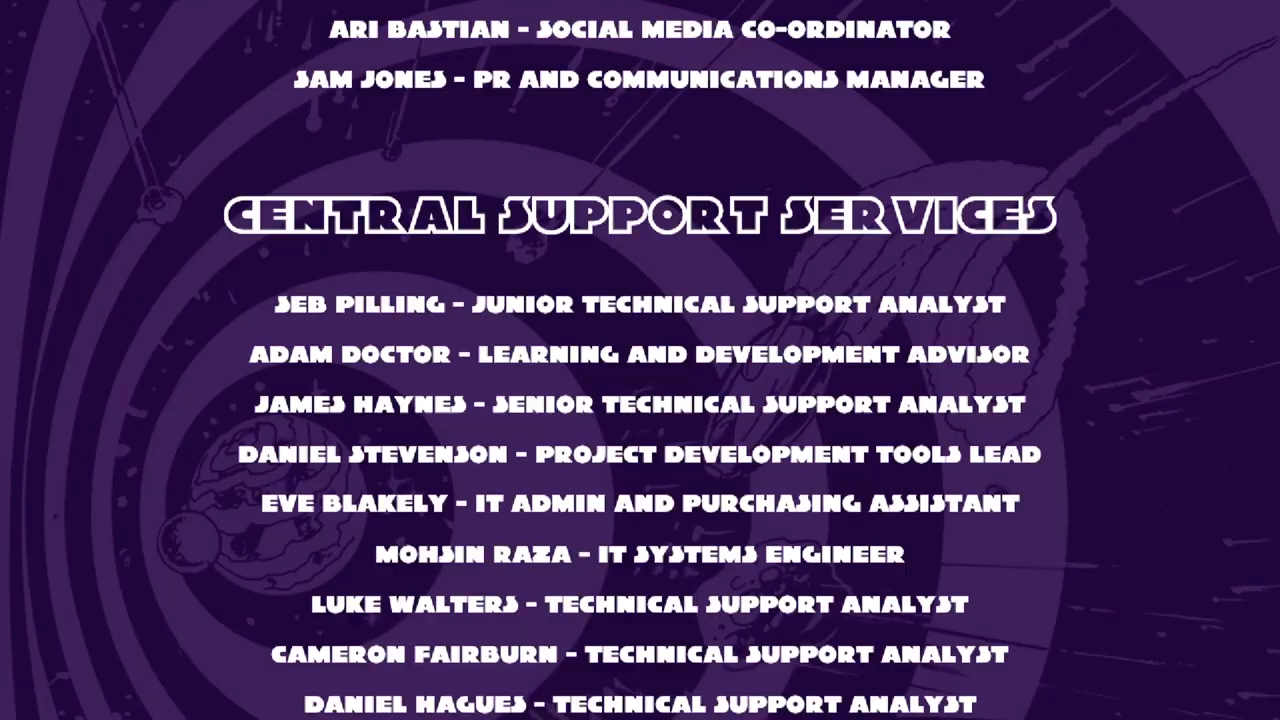 ARI BASTIAN - SOCIAL MEDIA CO-ORDINATOR
SAM JONES - PR AND COMMUNICATIONS MANAGER
CENTRAL SUPPORT SERVICES
SEB PILLING - JUNIOR TECHNICAL SUPPORT ANALYST
ADAM DOCTOR - LEARNING AND DEVELOPMENT ADVISOR
JAMES HAYNES - SENIOR TECHNICAL SUPPORT ANALYST
DANIEL STEVENSON - PROJECT DEVELOPMENT TOOLS LEAD
EVE BLAKELY - IT ADMIN AND PURCHASING ASSISTANT
MOHSIN RAZA - IT SYSTEMS ENGINEER
LUKE WALTERS - TECHNICAL SUPPORT ANALYST
CAMERON FAIRBURN - TECHNICAL SUPPORT ANALYST
DANIEL HAGUES - TECHNICAL SUPPORT ANALYST